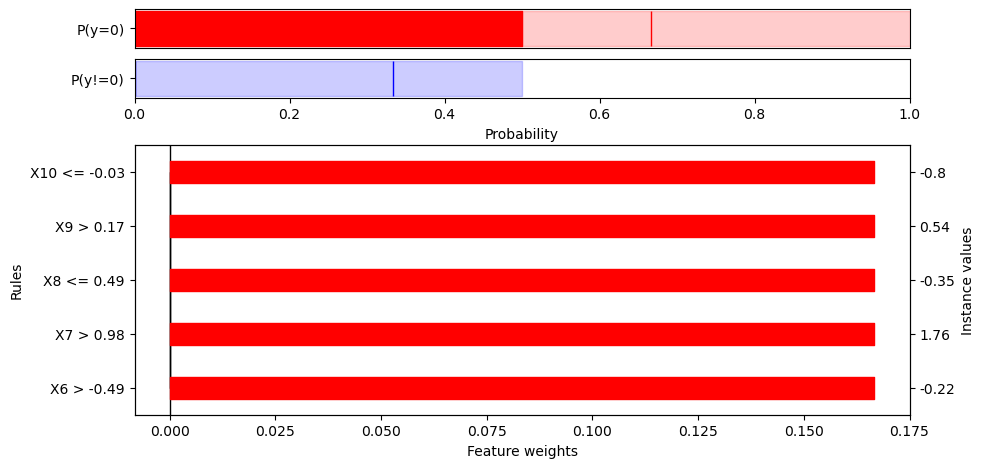 P(y=0)
P(y!=0)
0.0 0.2 0.4 0.6 0.8 1.0
Probability
X10 <= -0.03 -0.8
X9 > 0.17 0.54
X8 <= 0.49 -0.35
X7 > 0.98 1.76
X6 > -0.49 -0.22
Rules
Instance values
0.000 0.025 0.050 0.075 0.100 0.125 0.150 0.175
Feature weights